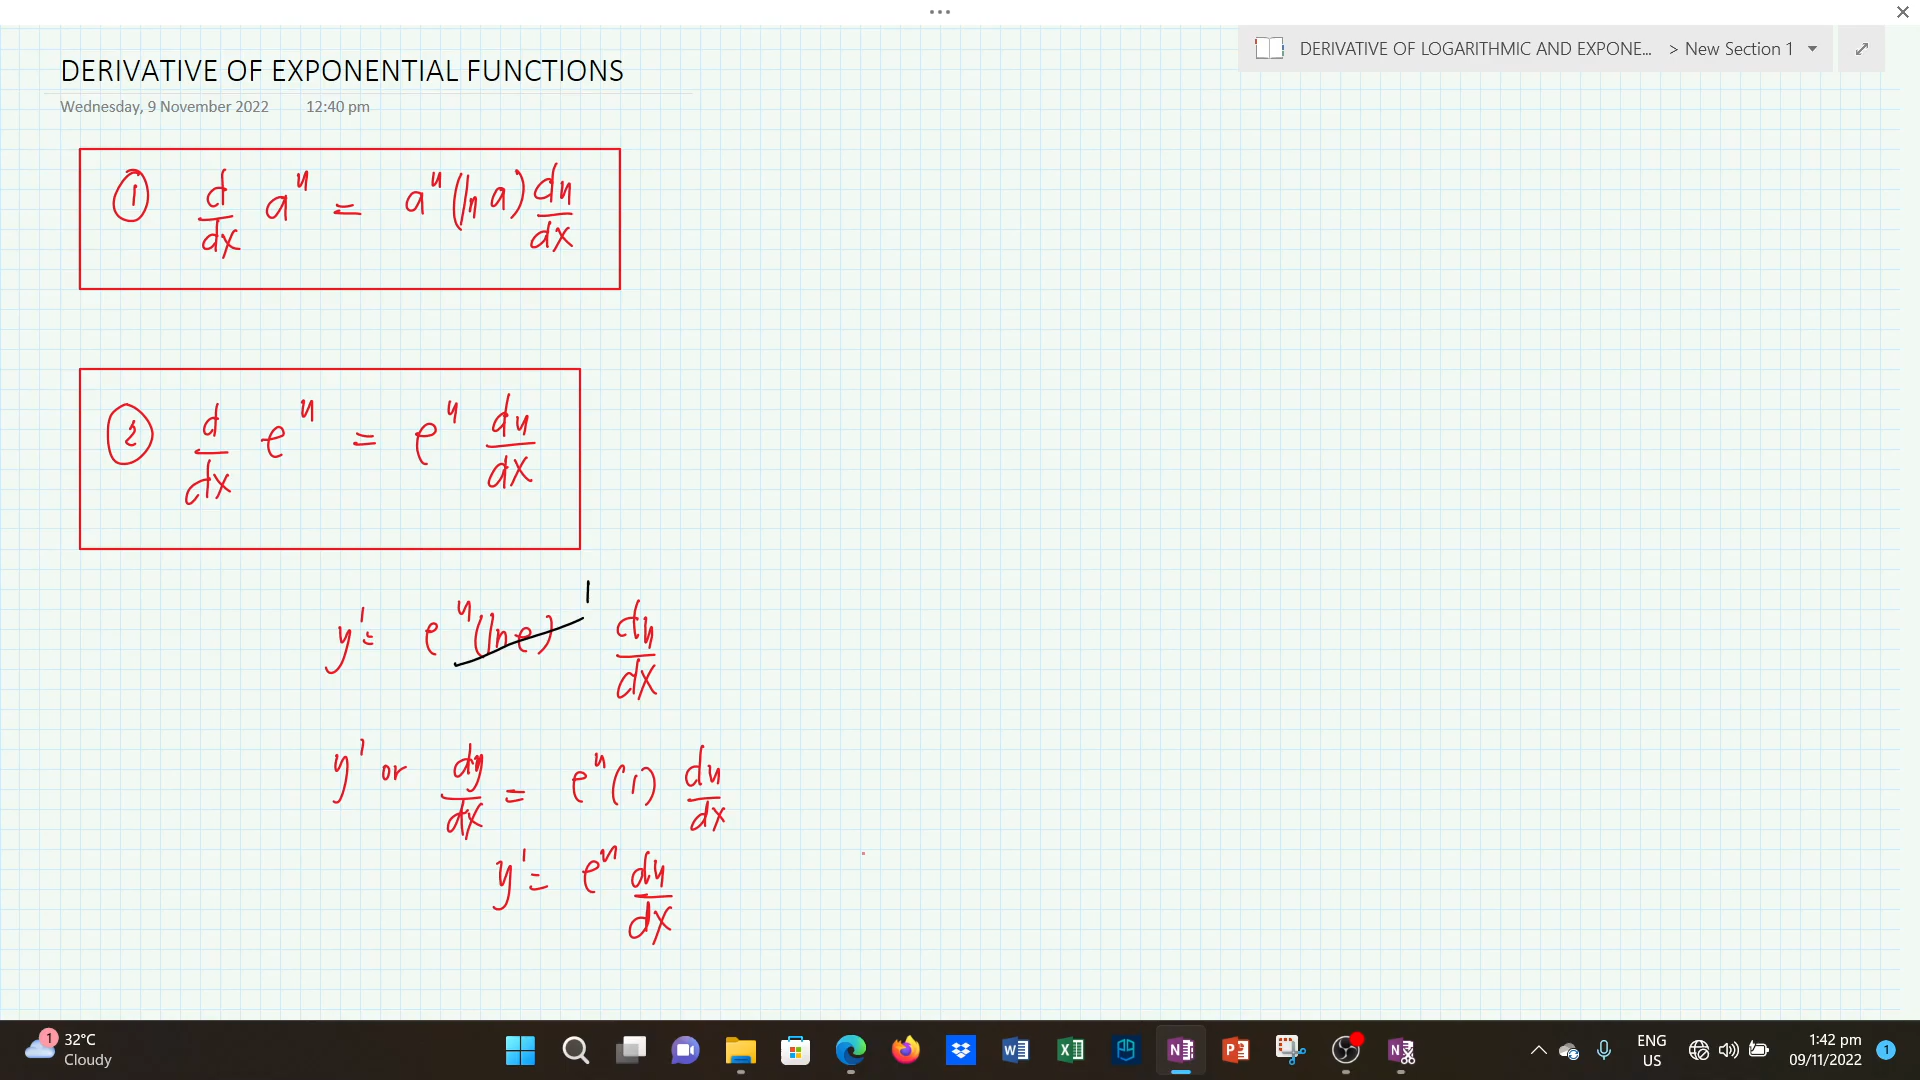 DERIVATIVE OF LOGARITHMIC AND EXPONE... > New Section 1
DERIVATIVE OF EXPONENTIAL FUNCTIONS
Wednesday, 9 November 2022 12:40 pm
① d/dx a^u = a^u (ln a) du/dx
② d/dx e^u = e^u du/dx
y' = e^u (ln e) 1 du/dx
y' or dy/dx = e^u (1) du/dx
y' = e^u du/dx
1 32°C
Cloudy
ENG
US
1:42 pm
09/11/2022
1